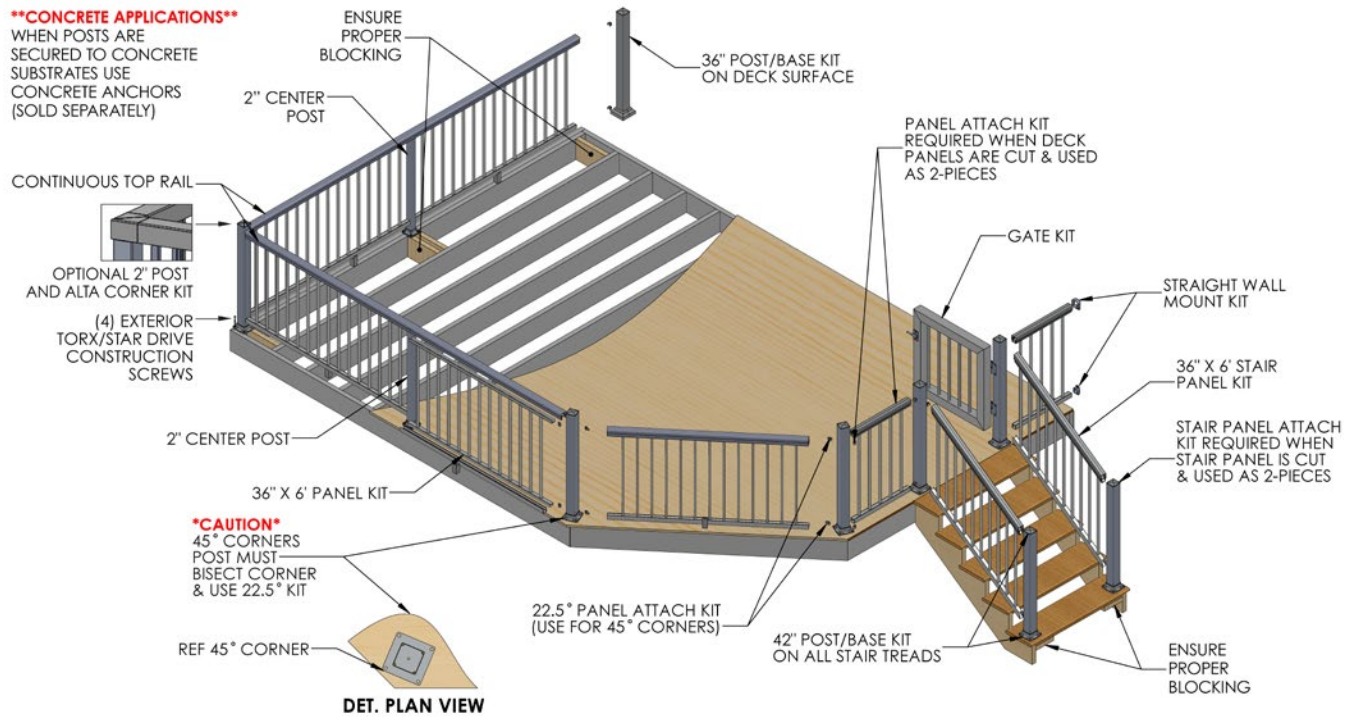 **CONCRETE APPLICATIONS**
WHEN POSTS ARE
SECURED TO CONCRETE
SUBSTRATES USE
CONCRETE ANCHORS
(SOLD SEPARATELY)
ENSURE
PROPER
BLOCKING
36" POST/BASE KIT
ON DECK SURFACE
2" CENTER
POST
PANEL ATTACH KIT
REQUIRED WHEN DECK
PANELS ARE CUT & USED
AS 2-PIECES
CONTINUOUS TOP RAIL
GATE KIT
OPTIONAL 2" POST
AND ALTA CORNER KIT
STRAIGHT WALL
MOUNT KIT
(4) EXTERIOR
TORX/STAR DRIVE
CONSTRUCTION
SCREWS
36" X 6' STAIR
PANEL KIT
2" CENTER POST
STAIR PANEL ATTACH
KIT REQUIRED WHEN
STAIR PANEL IS CUT
& USED AS 2-PIECES
36" X 6' PANEL KIT
*CAUTION*
45° CORNERS
POST MUST
BISECT CORNER
& USE 22.5° KIT
22.5° PANEL ATTACH KIT
(USE FOR 45° CORNERS)
42" POST/BASE KIT
ON ALL STAIR TREADS
ENSURE
PROPER
BLOCKING
REF 45° CORNER
DET. PLAN VIEW